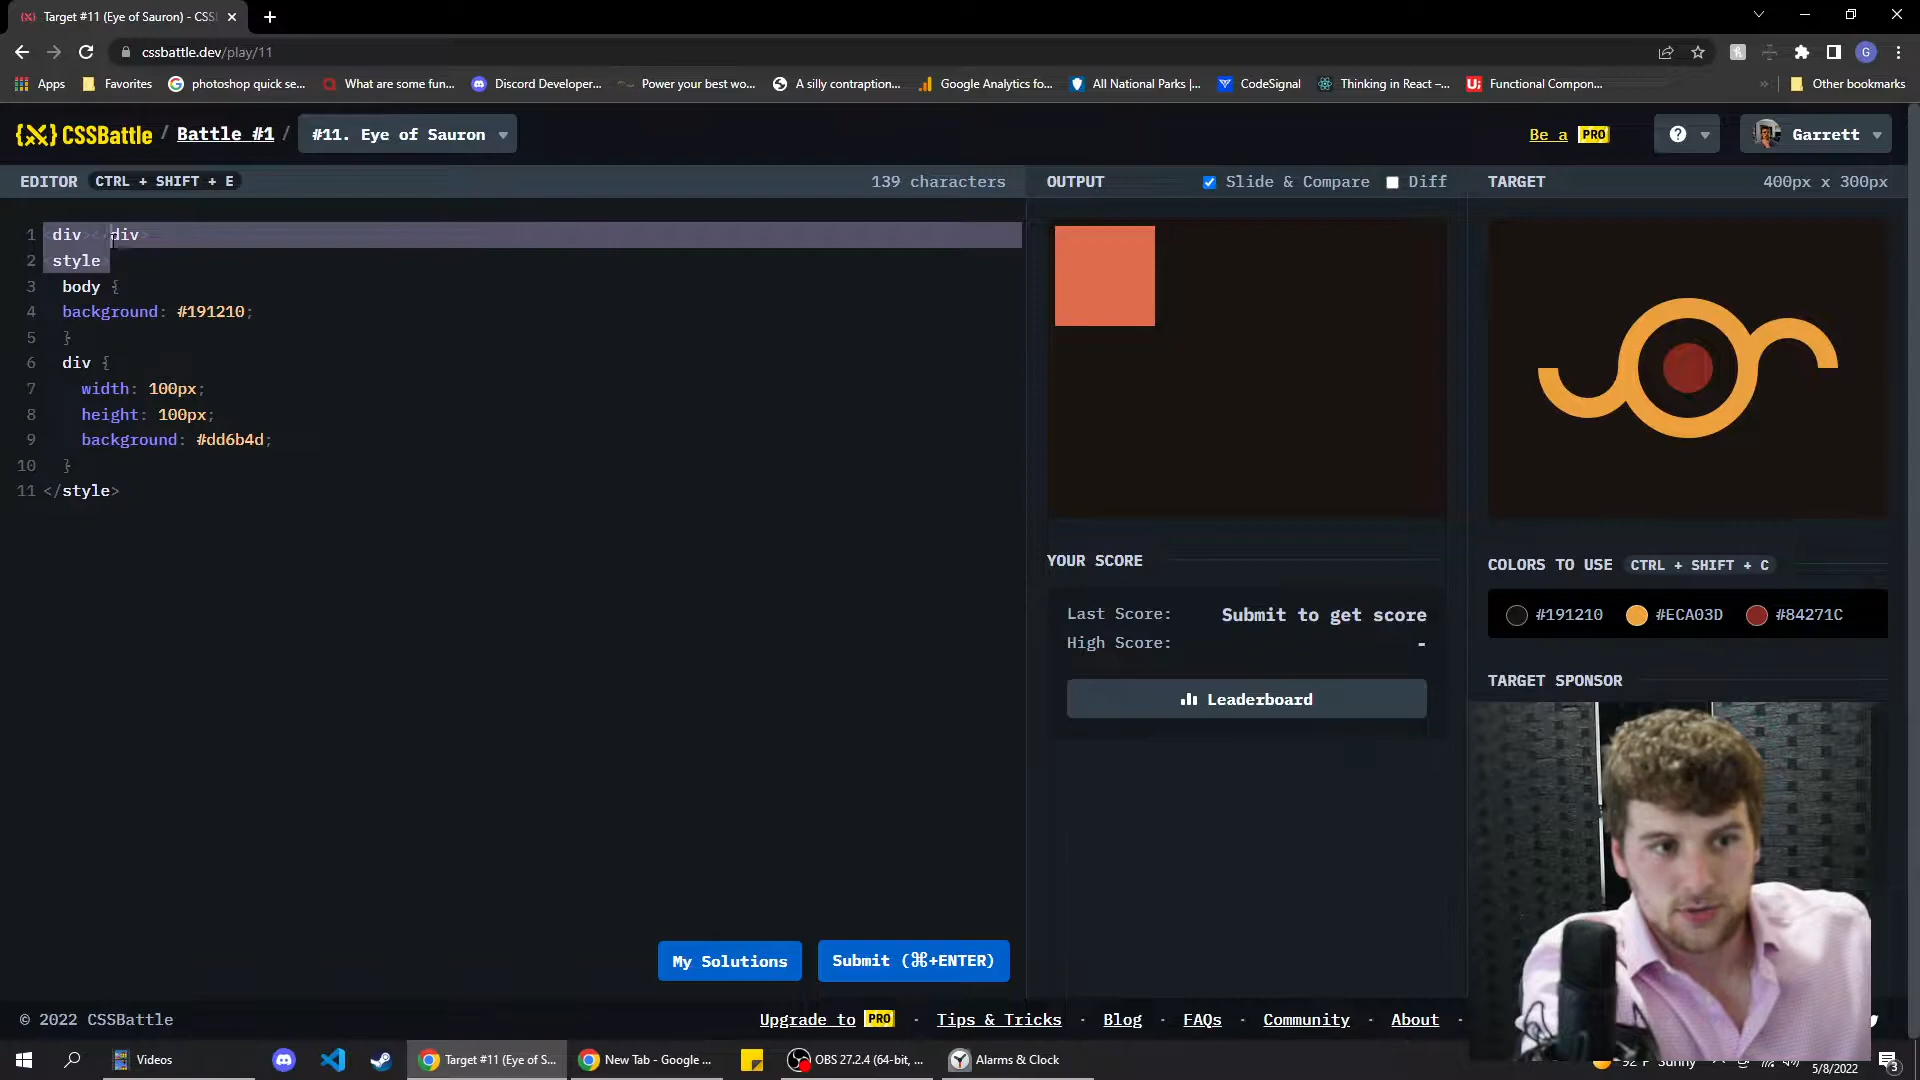 Target #11 (Eye of Sauron) - CSS
cssbattle.dev/play/11
G
Apps
Favorites
photoshop quick se...
What are some fun...
Discord Developer...
Power your best wo...
A silly contraption...
Google Analytics fo...
All National Parks |...
CodeSignal
Thinking in React –...
Functional Compon...
»
Other bookmarks
{X} CSSBattle / Battle #1 / #11. Eye of Sauron
Be a PRO
?
Garrett
EDITOR CTRL + SHIFT + E
139 characters
OUTPUT
Slide & Compare
Diff
TARGET
400px x 300px
1 <div></div>
2 <style>
3 body {
4 background: #191210;
5 }
6 div {
7 width: 100px;
8 height: 100px;
9 background: #dd6b4d;
10 }
11 </style>
YOUR SCORE
Last Score: Submit to get score
High Score: -
Leaderboard
COLORS TO USE CTRL + SHIFT + C
#191210 #ECA03D #84271C
TARGET SPONSOR
My Solutions
Submit (⌘+ENTER)
© 2022 CSSBattle
Upgrade to PRO · Tips & Tricks · Blog · FAQs · Community · About ·
Videos
Target #11 (Eye of S...
New Tab - Google ...
OBS 27.2.4 (64-bit, ...
Alarms & Clock
92°F Sunny
5/8/2022
3